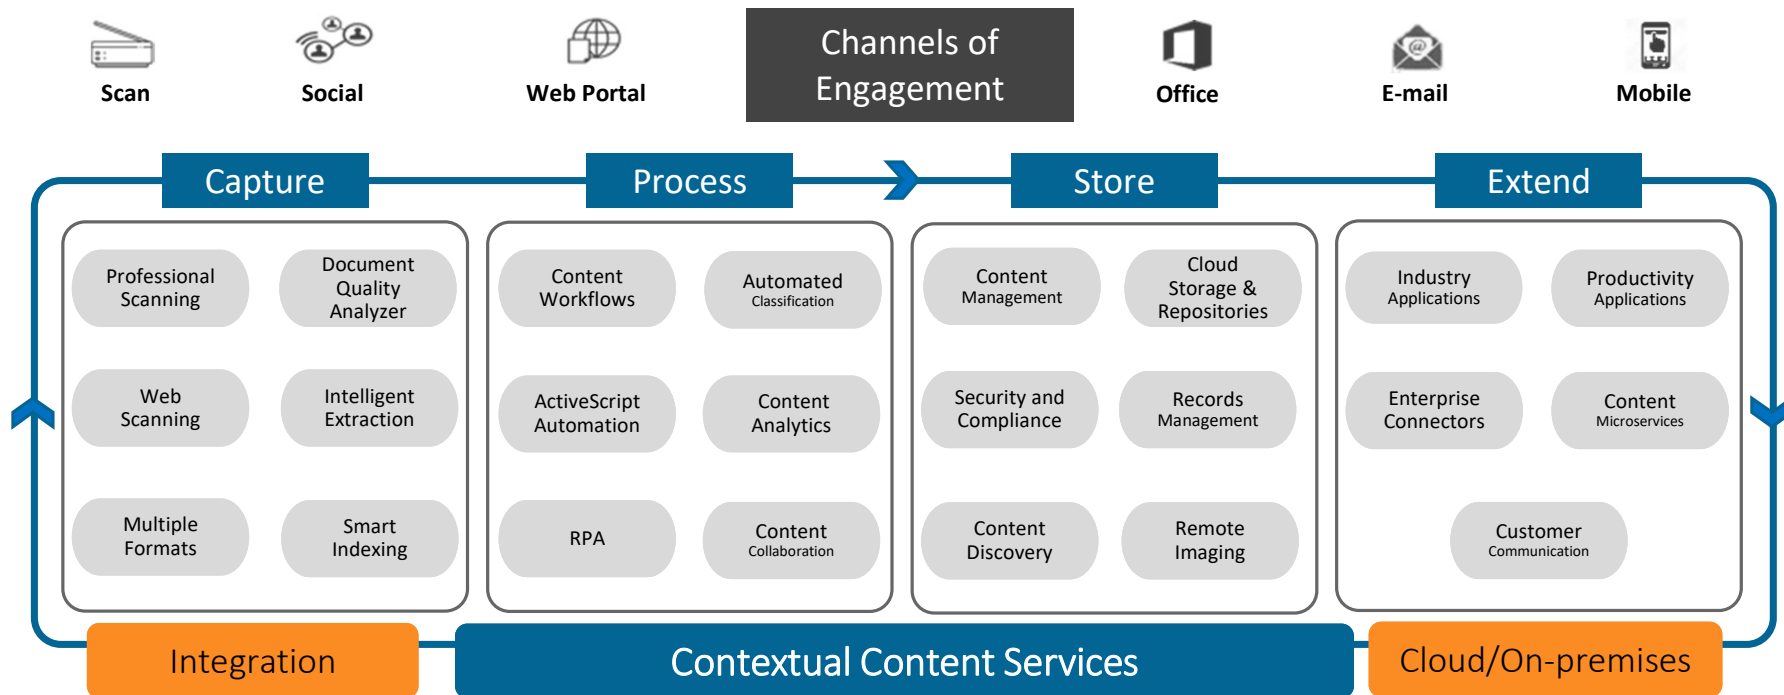 Scan
Social
Web Portal
Channels of
Engagement
Office
E-mail
Mobile
Capture
Process
Store
Extend
Professional
Scanning
Document
Quality
Analyzer
Web
Scanning
Intelligent
Extraction
Multiple
Formats
Smart
Indexing
Content
Workflows
Automated
Classification
ActiveScript
Automation
Content
Analytics
RPA
Content
Collaboration
Content
Management
Cloud
Storage &
Repositories
Security and
Compliance
Records
Management
Content
Discovery
Remote
Imaging
Industry
Applications
Productivity
Applications
Enterprise
Connectors
Content
Microservices
Customer
Communication
Integration
Contextual Content Services
Cloud/On-premises